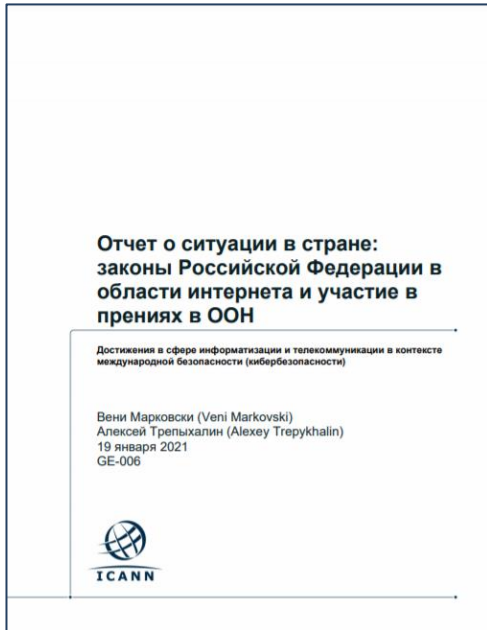 Отчет о ситуации в стране:
законы Российской Федерации в
области интернета и участие в
прениях в ООН
Достижения в сфере информатизации и телекоммуникации в контексте
международной безопасности (кибербезопасности)
Вени Марковски (Veni Markovski)
Алексей Трепыхалин (Alexey Trepykhalin)
19 января 2021
GE-006
ICANN